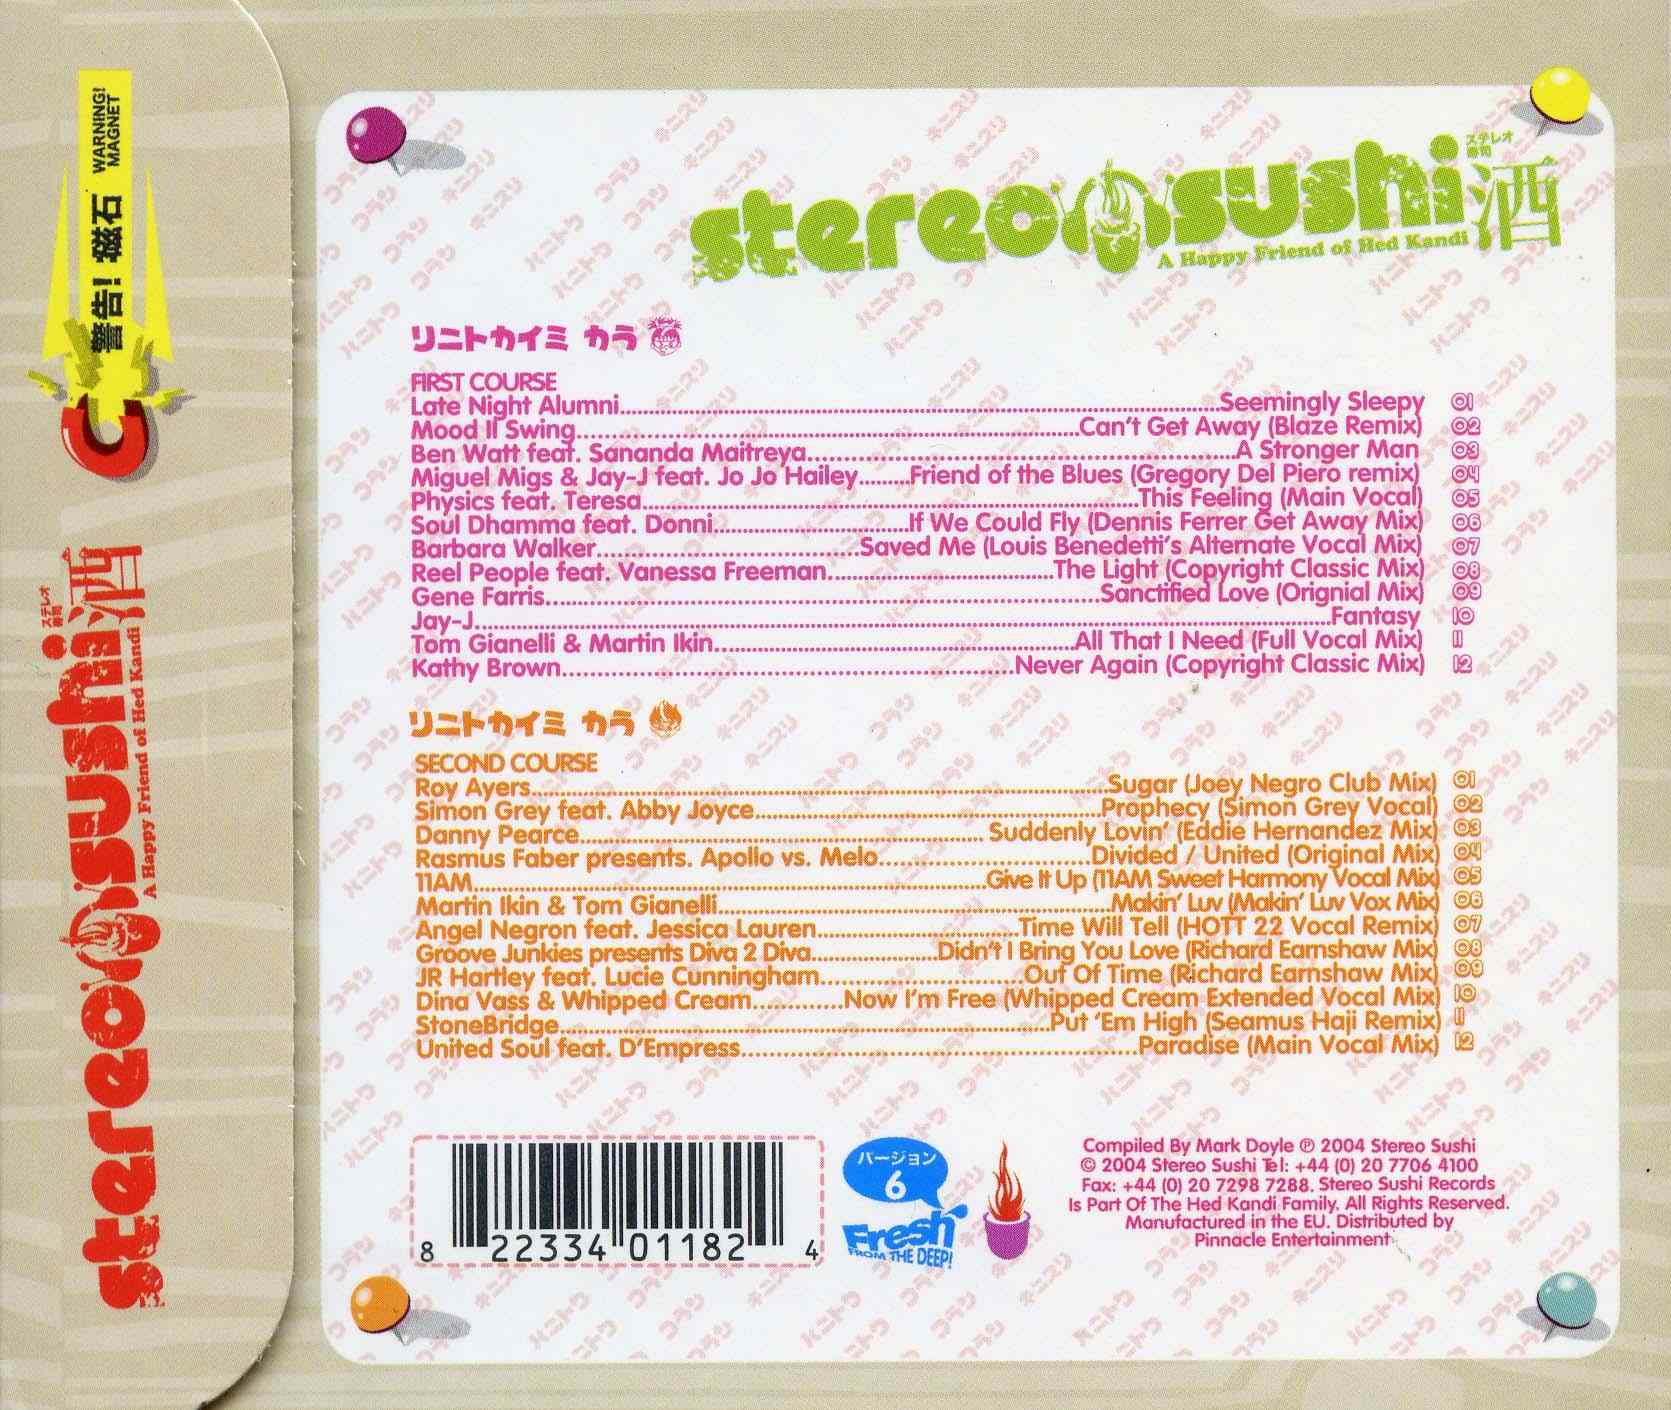 WARNING!
MAGNET
警告! 磁石
stereo sushi
ステレオ
寿司
酒
A Happy Friend of Hed Kandi
stereo sushi
ステレオ
寿司
酒
A Happy Friend of Hed Kandi
リニトカイミ カラ
FIRST COURSE
Late Night Alumni Seemingly Sleepy 01
Mood II Swing Can't Get Away (Blaze Remix) 02
Ben Watt feat. Sananda Maitreya A Stronger Man 03
Miguel Migs & Jay-J feat. Jo Jo Hailey Friend of the Blues (Gregory Del Piero remix) 04
Physics feat. Teresa This Feeling (Main Vocal) 05
Soul Dhamma feat. Donni If We Could Fly (Dennis Ferrer Get Away Mix) 06
Barbara Walker Saved Me (Louis Benedetti's Alternate Vocal Mix) 07
Reel People feat. Vanessa Freeman The Light (Copyright Classic Mix) 08
Gene Farris Sanctified Love (Orignial Mix) 09
Jay-J Fantasy 10
Tom Gianelli & Martin Ikin All That I Need (Full Vocal Mix) 11
Kathy Brown Never Again (Copyright Classic Mix) 12
リニトカイミ カラ
SECOND COURSE
Roy Ayers Sugar (Joey Negro Club Mix) 01
Simon Grey feat. Abby Joyce Prophecy (Simon Grey Vocal) 02
Danny Pearce Suddenly Lovin' (Eddie Hernandez Mix) 03
Rasmus Faber presents. Apollo vs. Melo Divided / United (Original Mix) 04
11AM Give It Up (11AM Sweet Harmony Vocal Mix) 05
Martin Ikin & Tom Gianelli Makin' Luv (Makin' Luv Vox Mix) 06
Angel Negron feat. Jessica Lauren Time Will Tell (HOTT 22 Vocal Remix) 07
Groove Junkies presents Diva 2 Diva Didn't I Bring You Love (Richard Earnshaw Mix) 08
JR Hartley feat. Lucie Cunningham Out Of Time (Richard Earnshaw Mix) 09
Dina Vass & Whipped Cream Now I'm Free (Whipped Cream Extended Vocal Mix) 10
StoneBridge Put 'Em High (Seamus Haji Remix) 11
United Soul feat. D'Empress Paradise (Main Vocal Mix) 12
8 22334 01182 4
バージョン
6
Fresh
FROM THE DEEP!
Compiled By Mark Doyle ℗ 2004 Stereo Sushi
© 2004 Stereo Sushi Tel: +44 (0) 20 7706 4100
Fax: +44 (0) 20 7298 7288. Stereo Sushi Records
Is Part Of The Hed Kandi Family. All Rights Reserved.
Manufactured in the EU. Distributed by
Pinnacle Entertainment